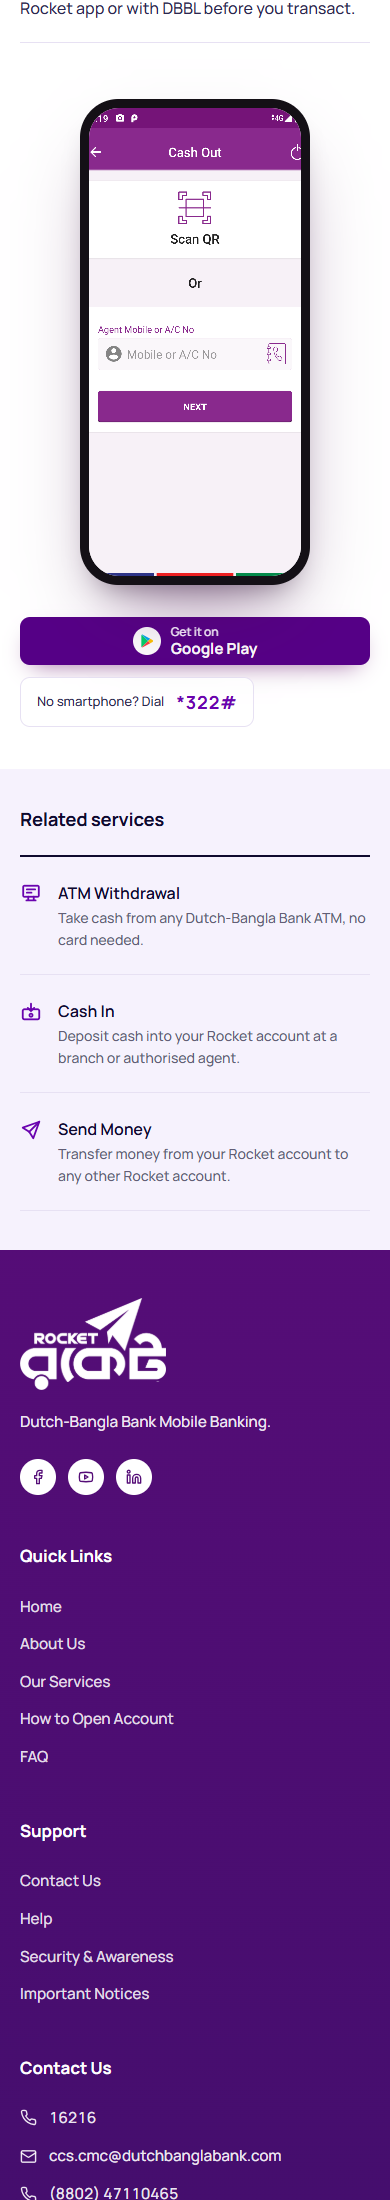 Rocket app or with DBBL before you transact.
:19
4G
Cash Out
Scan QR
Or
Agent Mobile or A/C No
Mobile or A/C No
NEXT
Get it on
Google Play
No smartphone? Dial *322#
Related services
ATM Withdrawal
Take cash from any Dutch-Bangla Bank ATM, no
card needed.
Cash In
Deposit cash into your Rocket account at a
branch or authorised agent.
Send Money
Transfer money from your Rocket account to
any other Rocket account.
ROCKET
রকেট
Dutch-Bangla Bank Mobile Banking.
Quick Links
Home
About Us
Our Services
How to Open Account
FAQ
Support
Contact Us
Help
Security & Awareness
Important Notices
Contact Us
16216
ccs.cmc@dutchbanglabank.com
(8802) 47110465